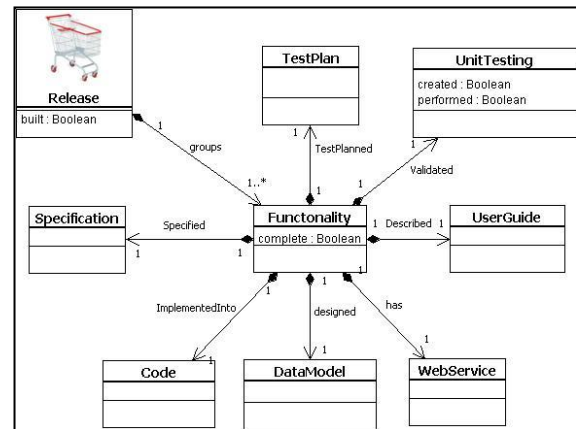 Release
built : Boolean
TestPlan
UnitTesting
created : Boolean
performed : Boolean
1
groups
1..*
1
TestPlanned
1
1
Validated
1
Specification
Specified
1
1
Functonality
complete : Boolean
1
Described
1
UserGuide
ImplementedInto
1
1
designed
1
1
has
1
1
Code
DataModel
WebService